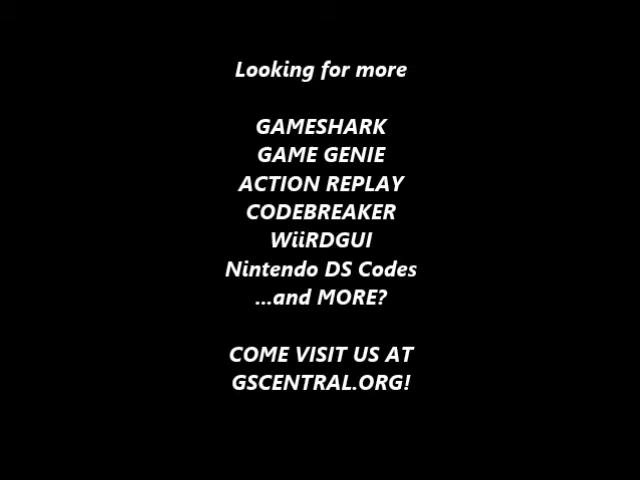 Looking for more
GAMESHARK
GAME GENIE
ACTION REPLAY
CODEBREAKER
WiiRDGUI
Nintendo DS Codes
...and MORE?
COME VISIT US AT
GSCENTRAL.ORG!